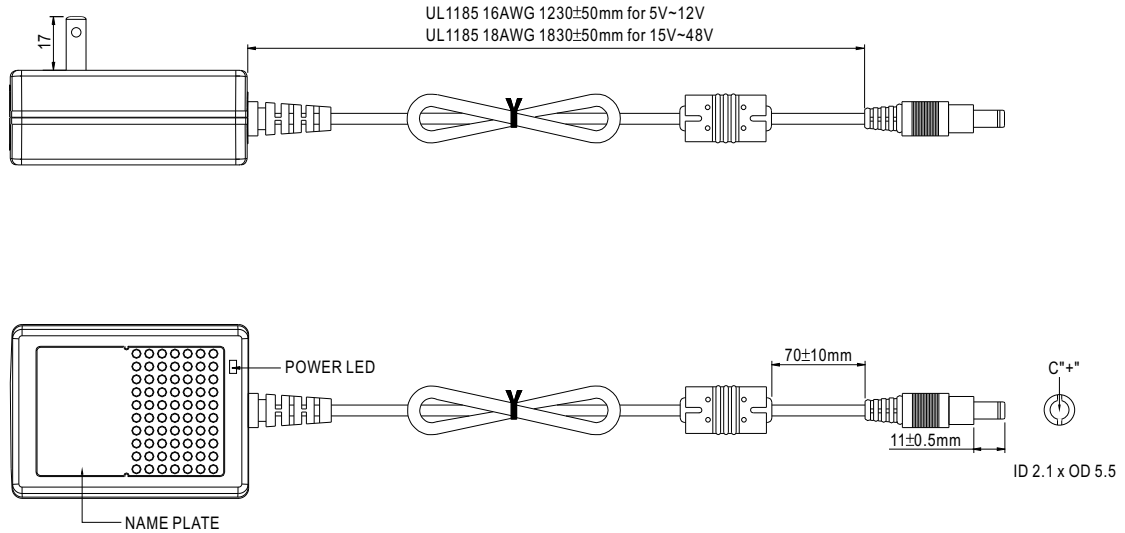 UL1185 16AWG 1230±50mm for 5V~12V
UL1185 18AWG 1830±50mm for 15V~48V
17
POWER LED
70±10mm
C"+"
11±0.5mm
ID 2.1 x OD 5.5
NAME PLATE